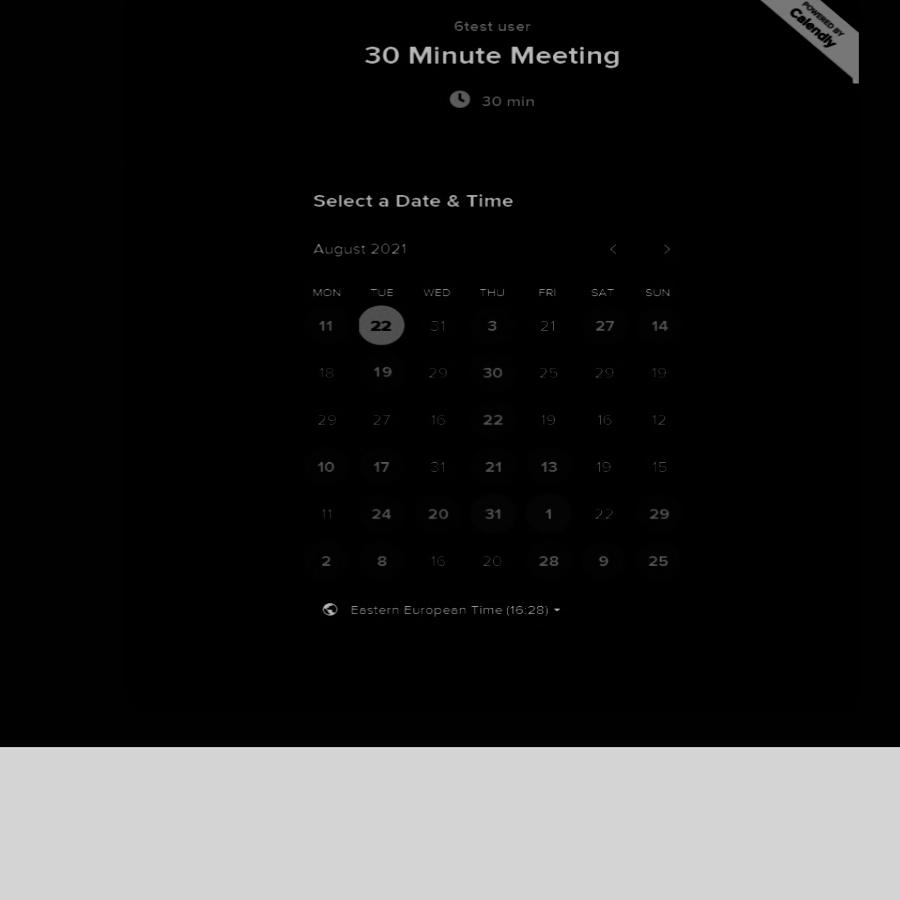 POWERED BY
Calendly
6test user
30 Minute Meeting
30 min
Select a Date & Time
August 2021
MON TUE WED THU FRI SAT SUN
11 22 31 3 21 27 14
18 19 29 30 25 29 19
29 27 16 22 19 16 12
10 17 31 21 13 19 15
11 24 20 31 1 22 29
2 8 16 20 28 9 25
Eastern European Time (16:28)